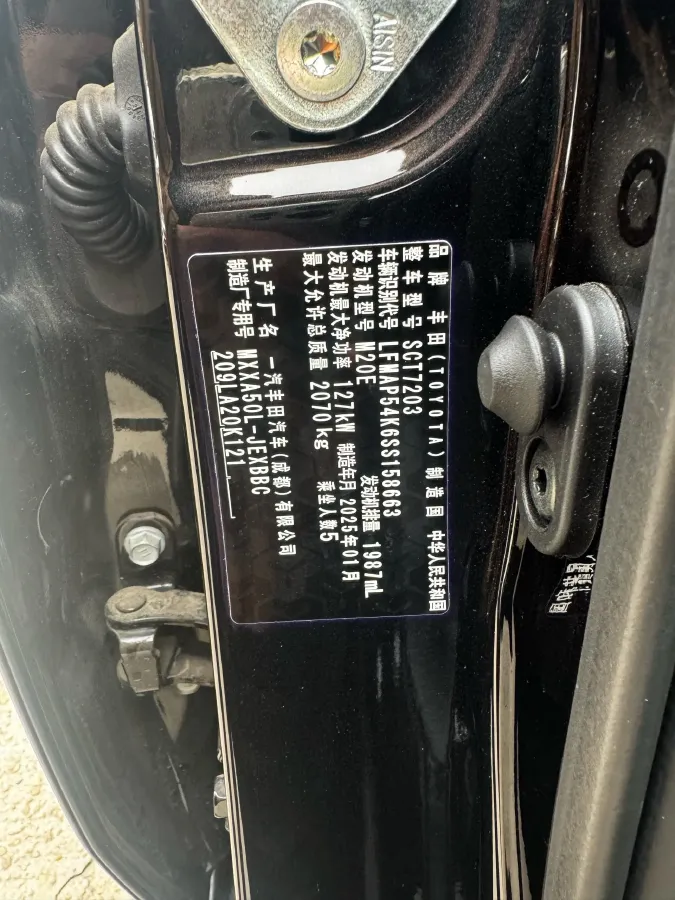 AISIN
品牌 丰田(TOYOTA) 制造国 中华人民共和国
整车型号 SCT7203
车辆识别代号 LFMAP54K6SS158663
发动机型号 M20E 发动机排量 1987mL
发动机最大净功率 127kW 制造年月 2025年01月
最大允许总质量 2070kg 乘坐人数5
生产厂名 一汽丰田汽车(成都)有限公司
制造厂专用号 MXXA50L-JEXBBC
209LA20K121